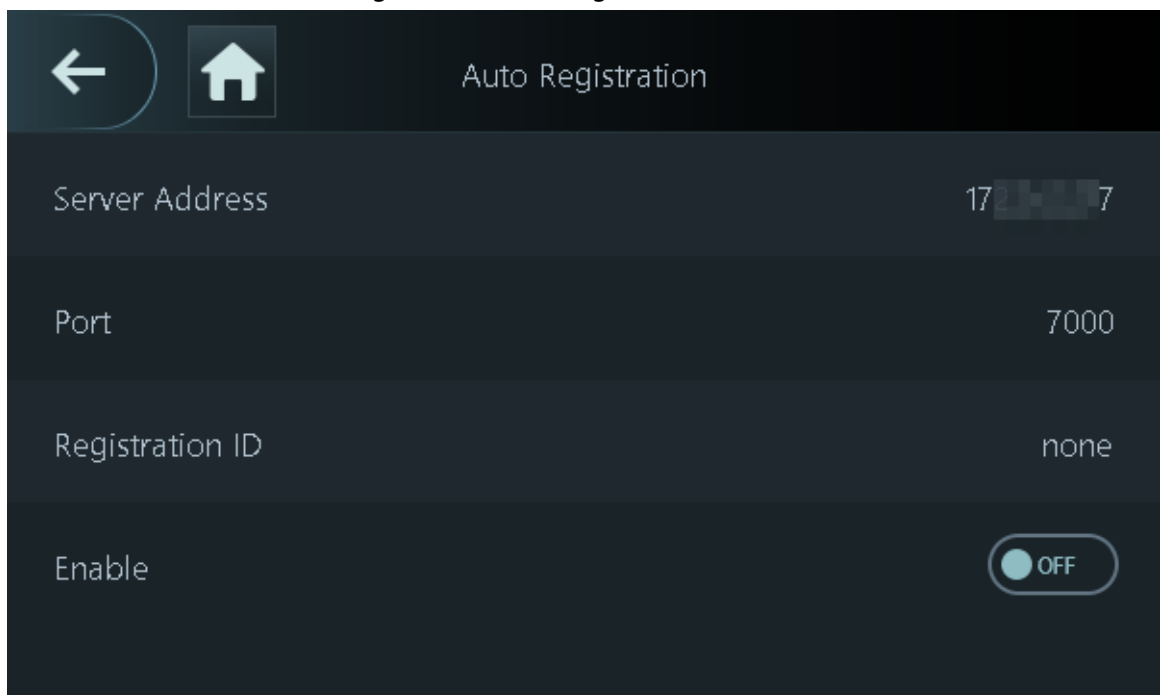 Auto Registration
Server Address
Port 7000
Registration ID none
Enable OFF